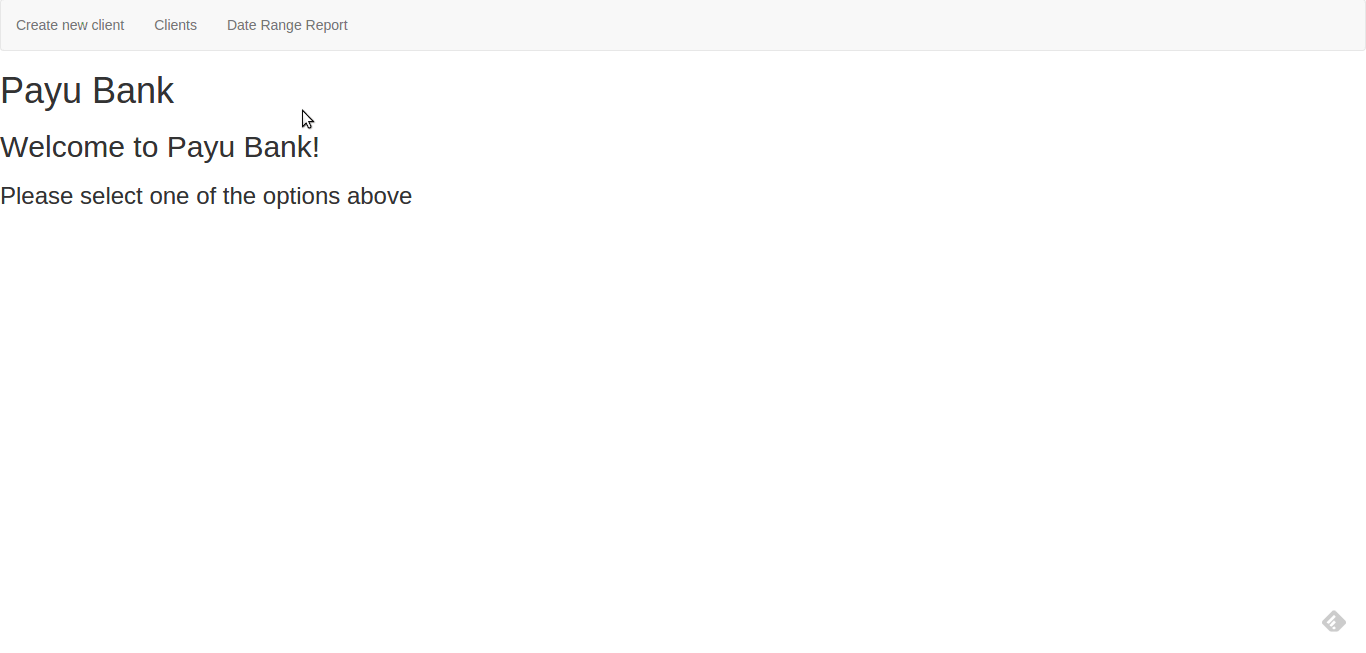 Create new client Clients Date Range Report
Payu Bank
Welcome to Payu Bank!
Please select one of the options above